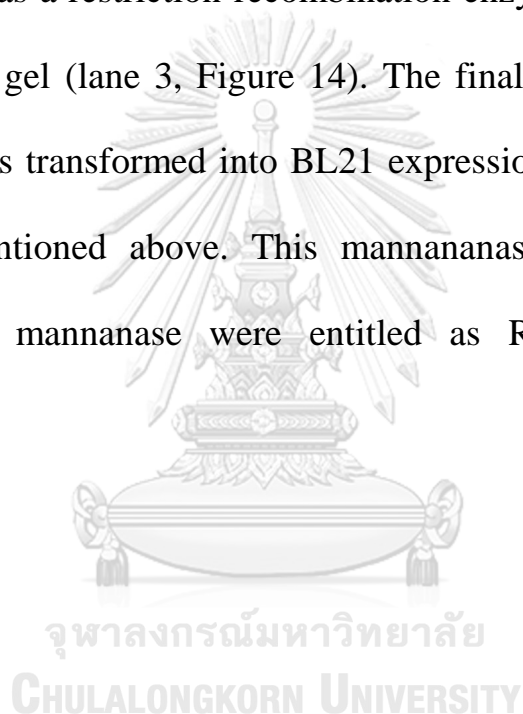 as a restriction recombination enzy
gel (lane 3, Figure 14). The final
s transformed into BL21 expressio
ntioned above. This mannananas
mannanase were entitled as R
จุฬาลงกรณ์มหาวิทยาลัย
CHULALONGKORN UNIVERSITY